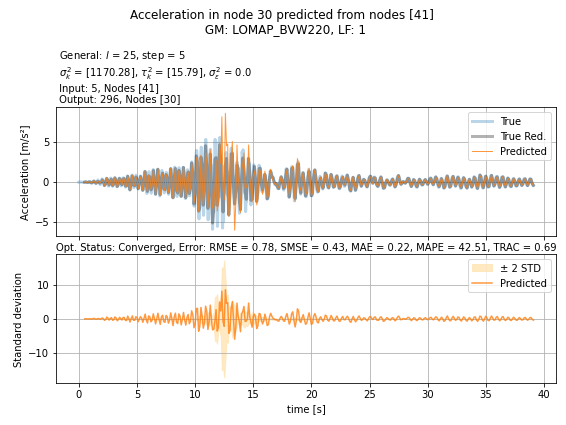 Acceleration in node 30 predicted from nodes [41]
GM: LOMAP_BVW220, LF: 1
General: l = 25, step = 5
σ²ₖ = [1170.28], τ²ₖ = [15.79], σ²ε = 0.0
Input: 5, Nodes [41]
Output: 296, Nodes [30]
Acceleration [m/s²]
5
0
−5
True
True Red.
Predicted
Opt. Status: Converged, Error: RMSE = 0.78, SMSE = 0.43, MAE = 0.22, MAPE = 42.51, TRAC = 0.69
Standard deviation
10
0
−10
± 2 STD
Predicted
0 5 10 15 20 25 30 35 40
time [s]